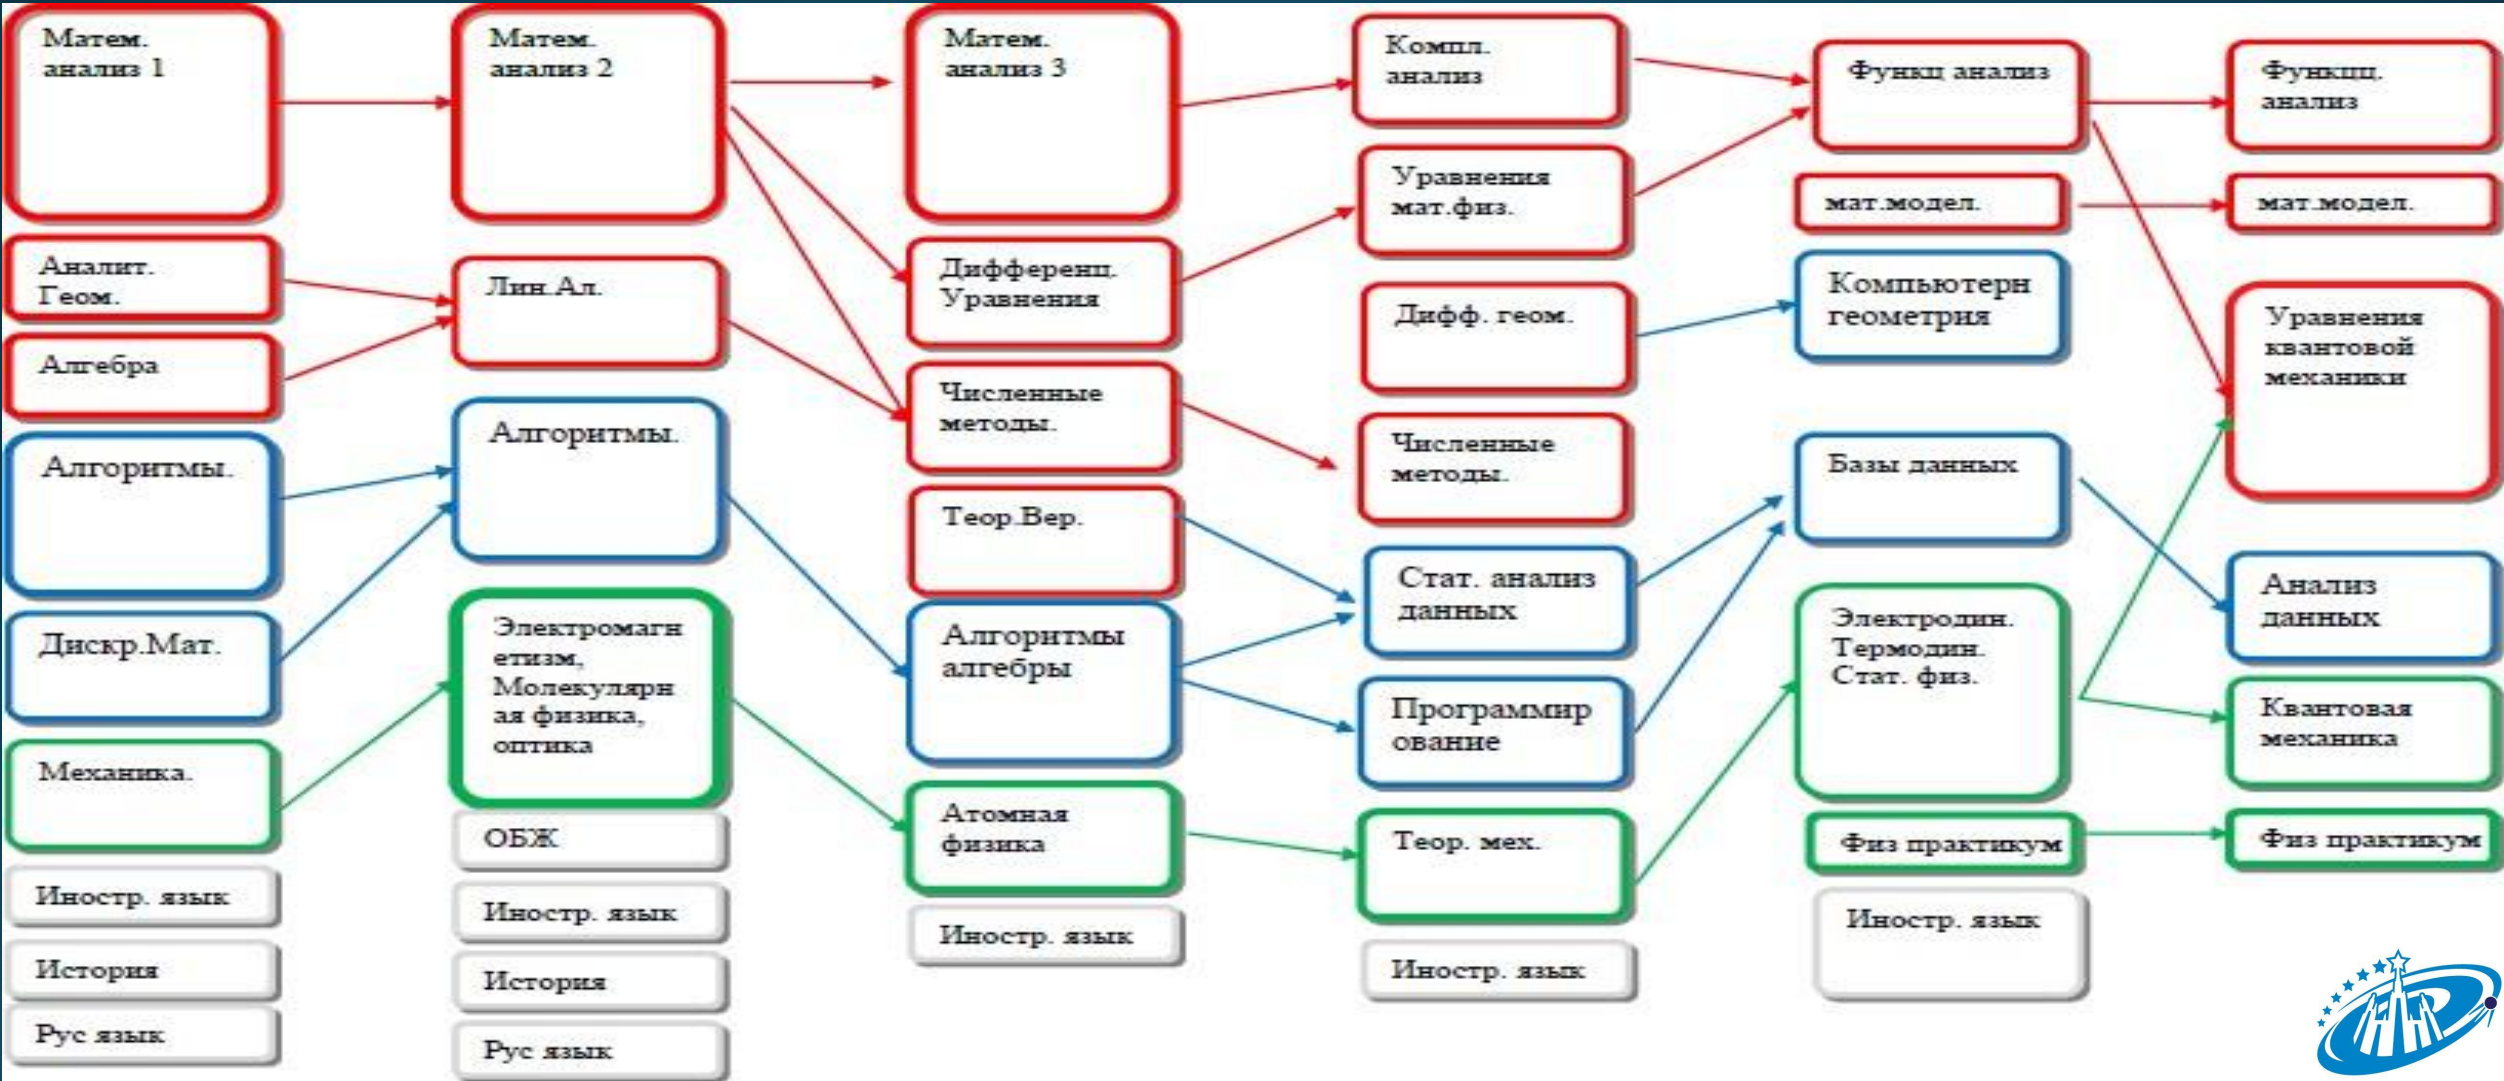 Матем.
анализ 1
Аналит.
Геом.
Алгебра
Алгоритмы.
Дискр.Мат.
Механика.
Иностр. язык
История
Рус язык
Матем.
анализ 2
Лин.Ал.
Алгоритмы.
Электромагн
етизм,
Молекулярн
ая физика,
оптика
ОБЖ
Иностр. язык
История
Рус язык
Матем.
анализ 3
Дифференц.
Уравнения
Численные
методы.
Теор.Вер.
Алгоритмы
алгебры
Атомная
физика
Иностр. язык
Компл.
анализ
Уравнения
мат.физ.
Дифф. геом.
Численные
методы.
Стат. анализ
данных
Программир
ование
Теор. мех.
Иностр. язык
Функц анализ
мат.модел.
Компьютерн
геометрия
Базы данных
Электродин.
Термодин.
Стат. физ.
Физ практикум
Иностр. язык
Функцц.
анализ
мат.модел.
Уравнения
квантовой
механики
Анализ
данных
Квантовая
механика
Физ практикум